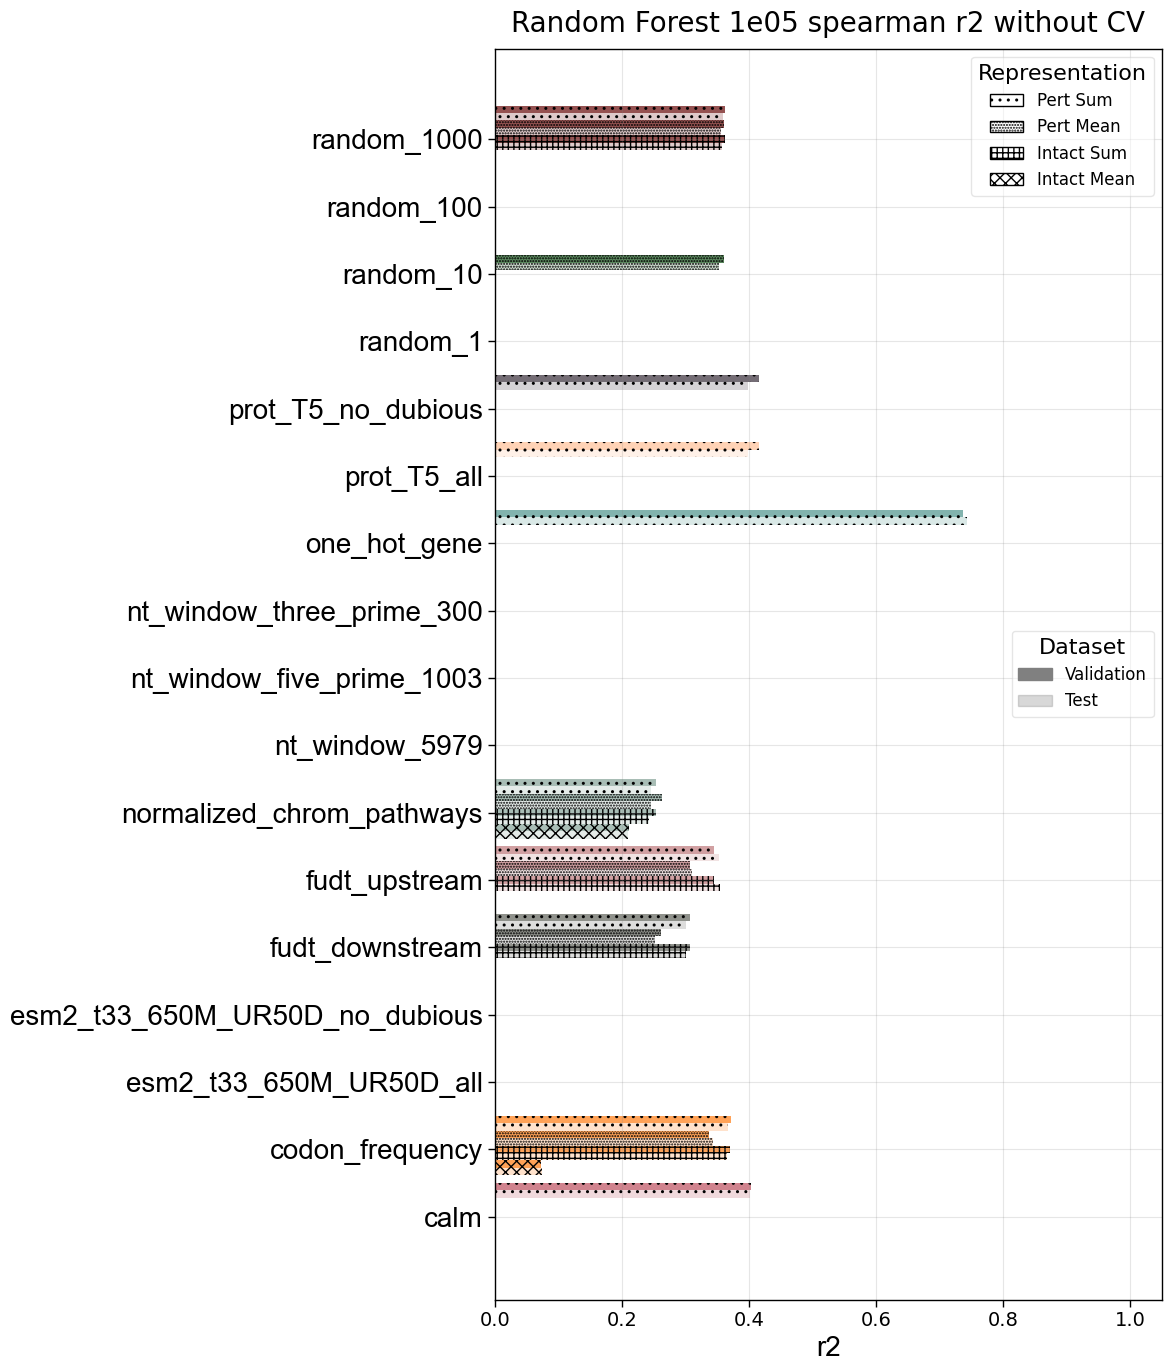 Random Forest 1e05 spearman r2 without CV
Representation
Pert Sum
Pert Mean
Intact Sum
Intact Mean
random_1000
random_100
random_10
random_1
prot_T5_no_dubious
prot_T5_all
one_hot_gene
nt_window_three_prime_300
nt_window_five_prime_1003
Dataset
Validation
Test
nt_window_5979
normalized_chrom_pathways
fudt_upstream
fudt_downstream
esm2_t33_650M_UR50D_no_dubious
esm2_t33_650M_UR50D_all
codon_frequency
calm
0.0 0.2 0.4 0.6 0.8 1.0
r2